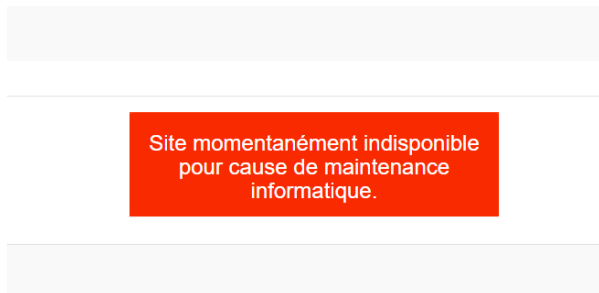 Site momentanément indisponible
pour cause de maintenance
informatique.